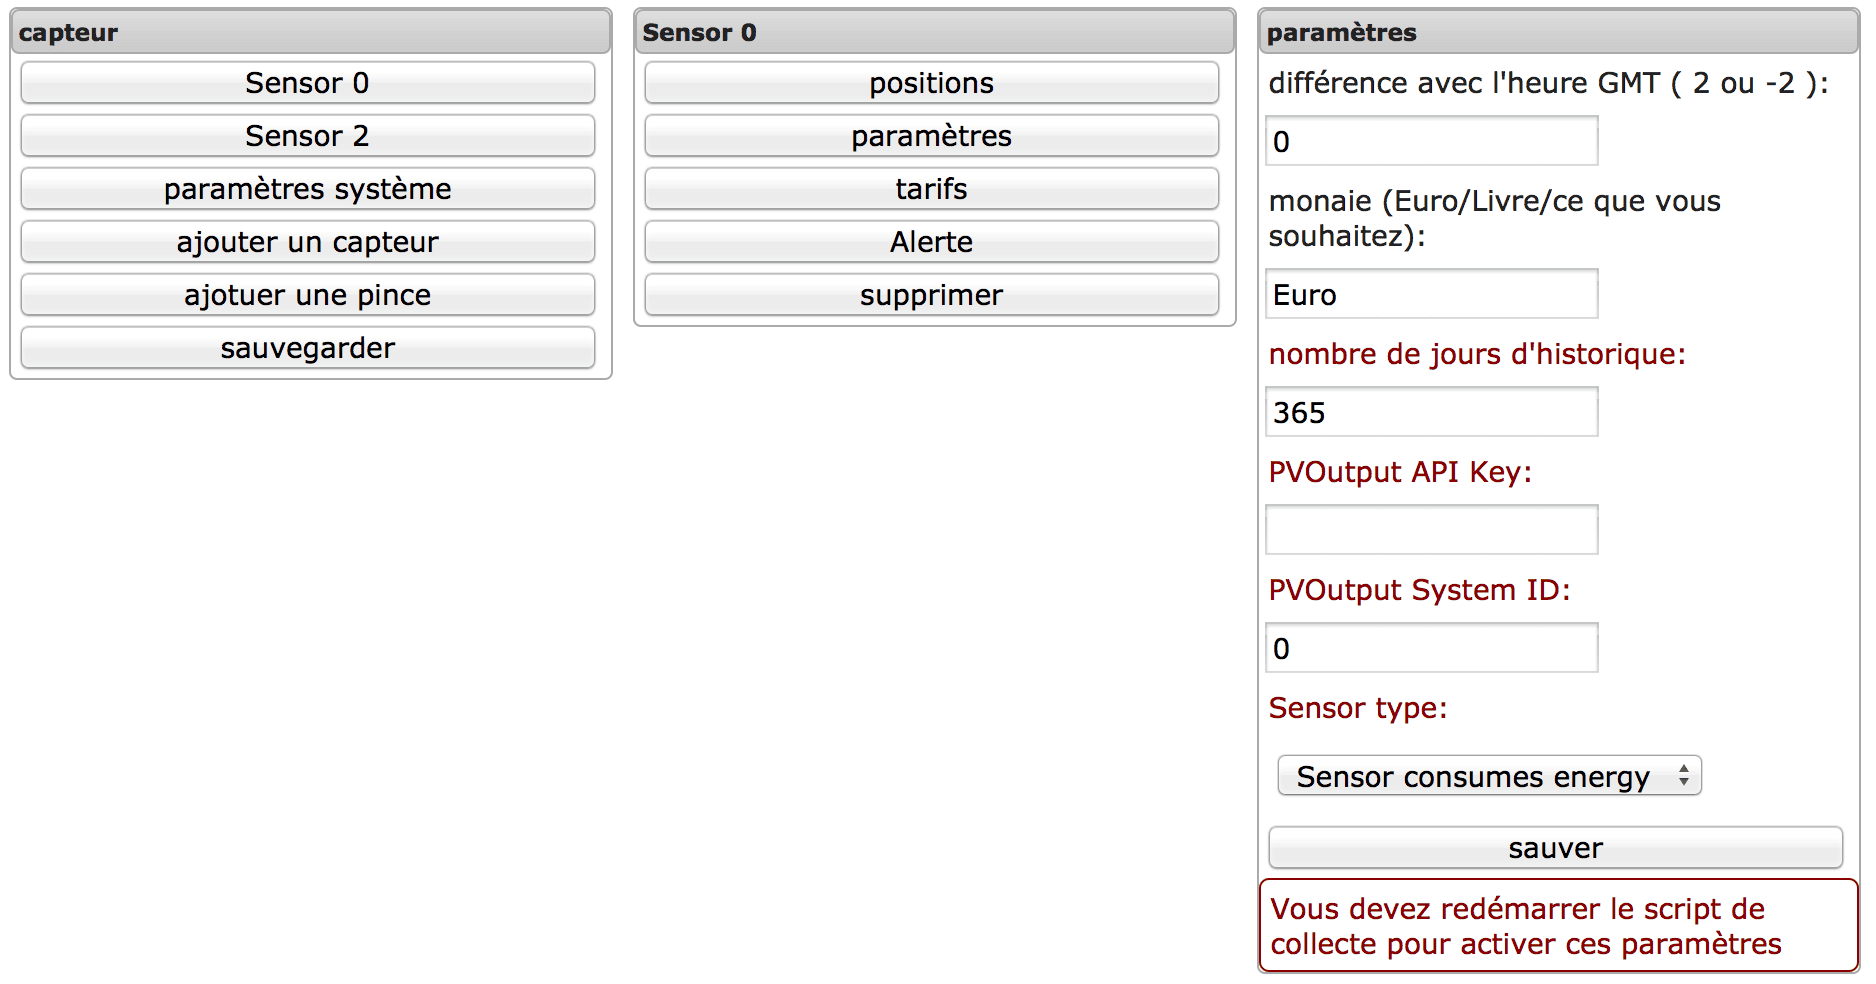 capteur
Sensor 0
Sensor 2
paramètres système
ajouter un capteur
ajotuer une pince
sauvegarder
Sensor 0
positions
paramètres
tarifs
Alerte
supprimer
paramètres
différence avec l'heure GMT ( 2 ou -2 ):
0
monaie (Euro/Livre/ce que vous
souhaitez):
Euro
nombre de jours d'historique:
365
PVOutput API Key:
PVOutput System ID:
0
Sensor type:
Sensor consumes energy
sauver
Vous devez redémarrer le script de
collecte pour activer ces paramètres